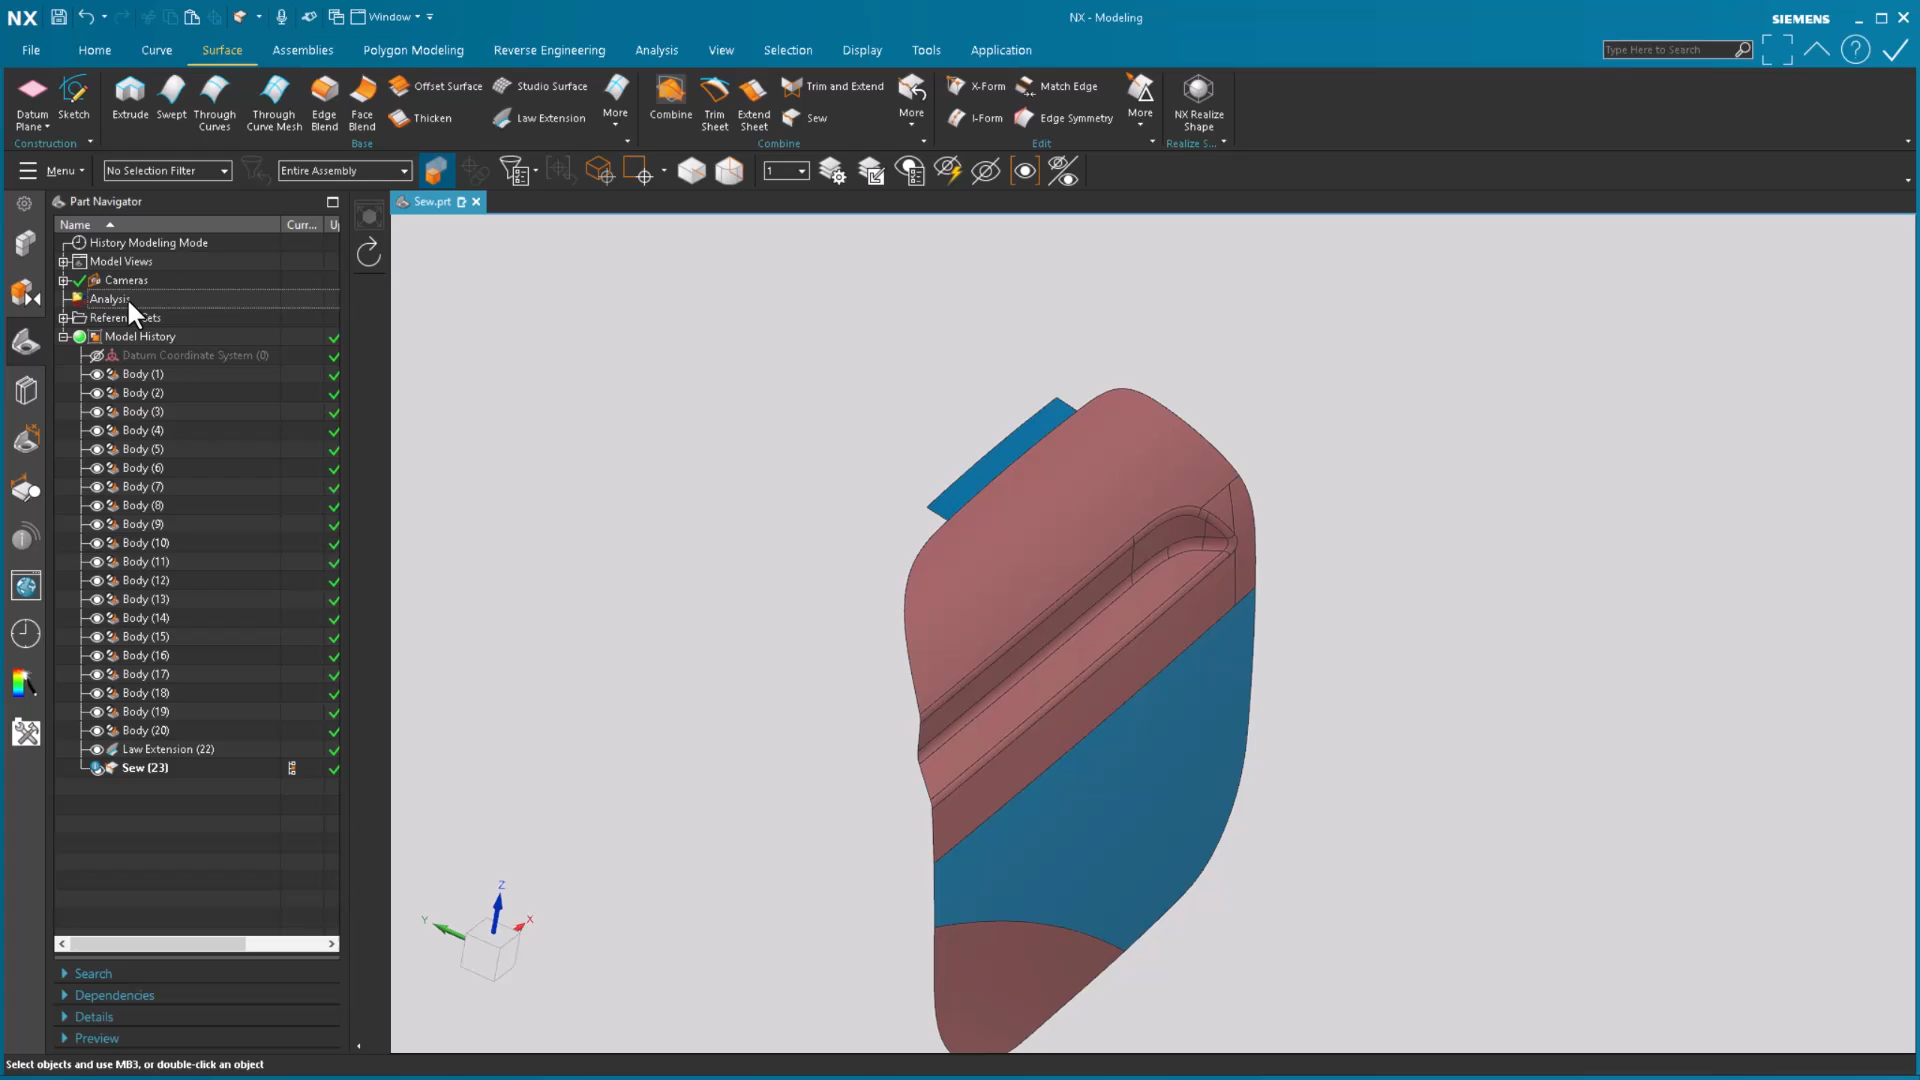 NX
Window
NX - Modeling
SIEMENS
File Home Curve Surface Assemblies Polygon Modeling Reverse Engineering Analysis View Selection Display Tools Application
Type Here to Search
Datum Plane
Sketch
Extrude
Swept
Through Curves
Through Curve Mesh
Edge Blend
Face Blend
Offset Surface
Thicken
Studio Surface
Law Extension
More
Combine
Trim Sheet
Extend Sheet
Trim and Extend
Sew
More
X-Form
I-Form
Match Edge
Edge Symmetry
More
NX Realize Shape
Construction
Base
Combine
Edit
Realize S...
Menu
No Selection Filter
Entire Assembly
1
Part Navigator
Sew.prt
Name
Curr...
History Modeling Mode
Model Views
Cameras
Analysis
Model History
Datum Coordinate System (0)
Body (1)
Body (2)
Body (3)
Body (4)
Body (5)
Body (6)
Body (7)
Body (8)
Body (9)
Body (10)
Body (11)
Body (12)
Body (13)
Body (14)
Body (15)
Body (16)
Body (17)
Body (18)
Body (19)
Body (20)
Law Extension (22)
Sew (23)
Z
Y
X
Search
Dependencies
Details
Preview
Select objects and use MB3, or double-click an object